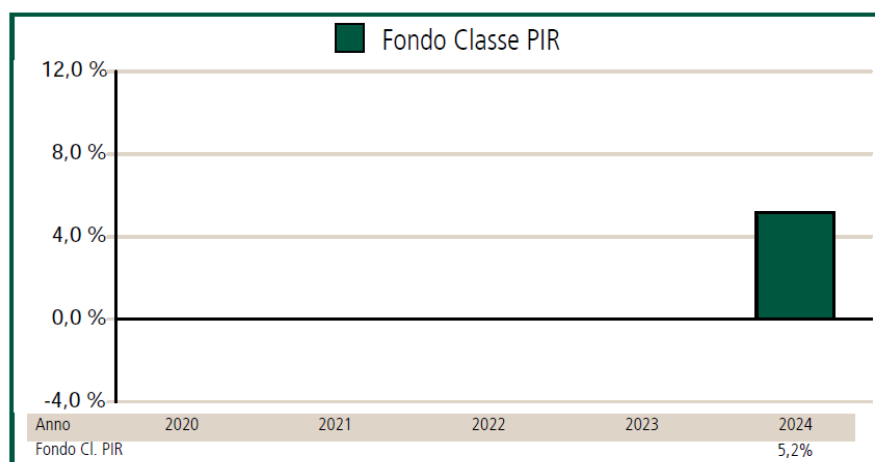 Fondo Classe PIR
12,0 %
8,0 %
4,0 %
0,0 %
-4,0 %
Anno 2020 2021 2022 2023 2024
Fondo Cl. PIR 5,2%